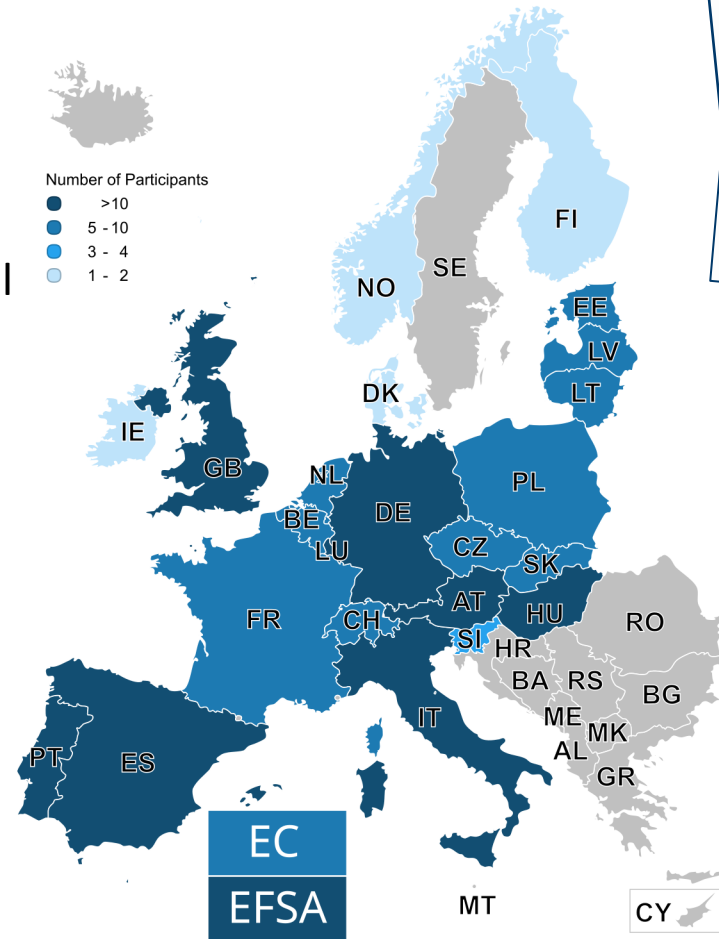 Number of Participants
>10
5 - 10
3 - 4
1 - 2
FI
SE
NO
EE
LV
LT
DK
IE
GB
NL
PL
BE
DE
LU
CZ
SK
FR
CH
AT
HU
SI
HR
RO
BA
RS
BG
ME
MK
AL
GR
IT
PT
ES
EC
EFSA
MT
CY